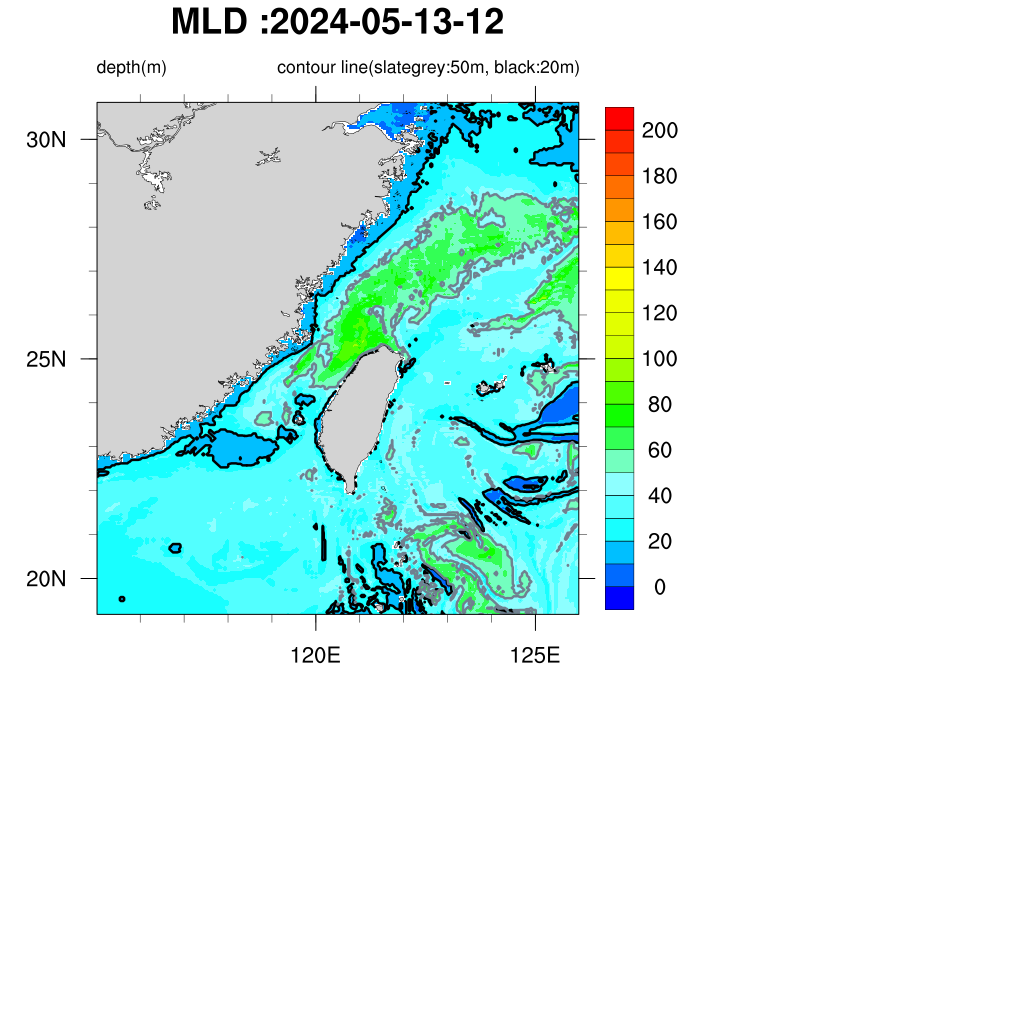 MLD :2024-05-13-12
depth(m)
contour line(slategrey:50m, black:20m)
30N
25N
20N
120E
125E
200
180
160
140
120
100
80
60
40
20
0